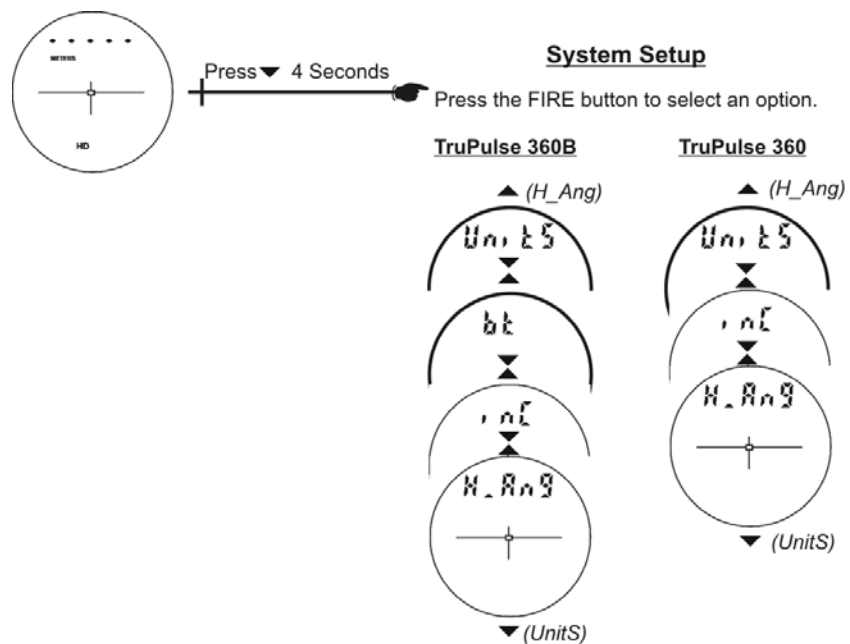 METERS
HD
Press▼ 4 Seconds
System Setup
Press the FIRE button to select an option.
TruPulse 360B
▲ (H_Ang)
UnitS
bt
inC
H_Ang
▼(UnitS)
TruPulse 360
▲ (H_Ang)
UnitS
inC
H_Ang
▼ (UnitS)